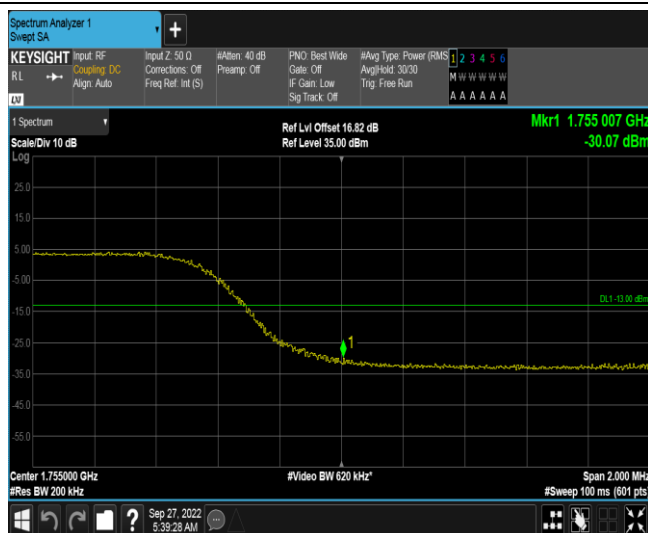 Spectrum Analyzer 1
Swept SA
+
KEYSIGHT
RL
LXI
Input: RF
Coupling: DC
Align: Auto
Input Z: 50 Ω
Corrections: Off
Freq Ref: Int (S)
#Atten: 40 dB
Preamp: Off
PNO: Best Wide
Gate: Off
IF Gain: Low
Sig Track: Off
#Avg Type: Power (RMS
Avg|Hold: 30/30
Trig: Free Run
1 2 3 4 5 6
M W W W W W
A A A A A A
1 Spectrum
Scale/Div 10 dB
Ref Lvl Offset 16.82 dB
Ref Level 35.00 dBm
Mkr1 1.755 007 GHz
-30.07 dBm
Log
25.0
15.0
5.00
-5.00
DL1 -13.00 dBm
-15.0
-25.0
1
-35.0
-45.0
-55.0
Center 1.755000 GHz
#Video BW 620 kHz*
Span 2.000 MHz
#Res BW 200 kHz
#Sweep 100 ms (601 pts)
?
Sep 27, 2022
5:39:28 AM